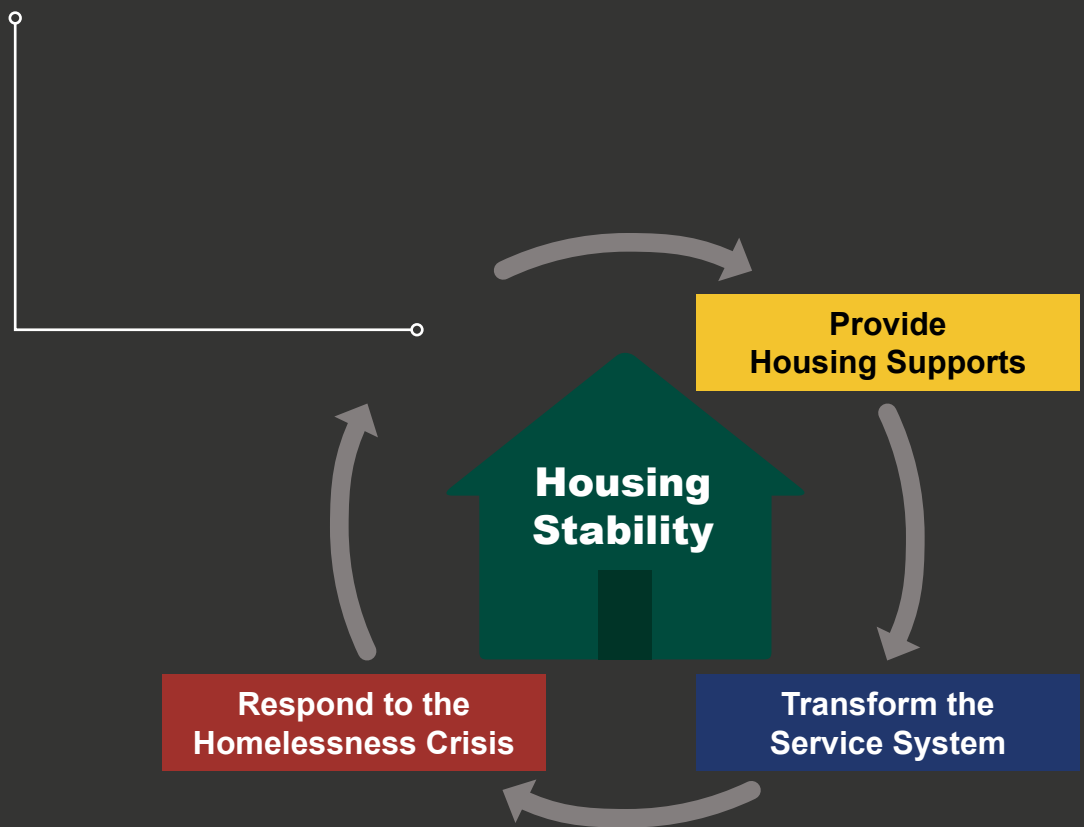 Provide
Housing Supports
Housing
Stability
Respond to the
Homelessness Crisis
Transform the
Service System